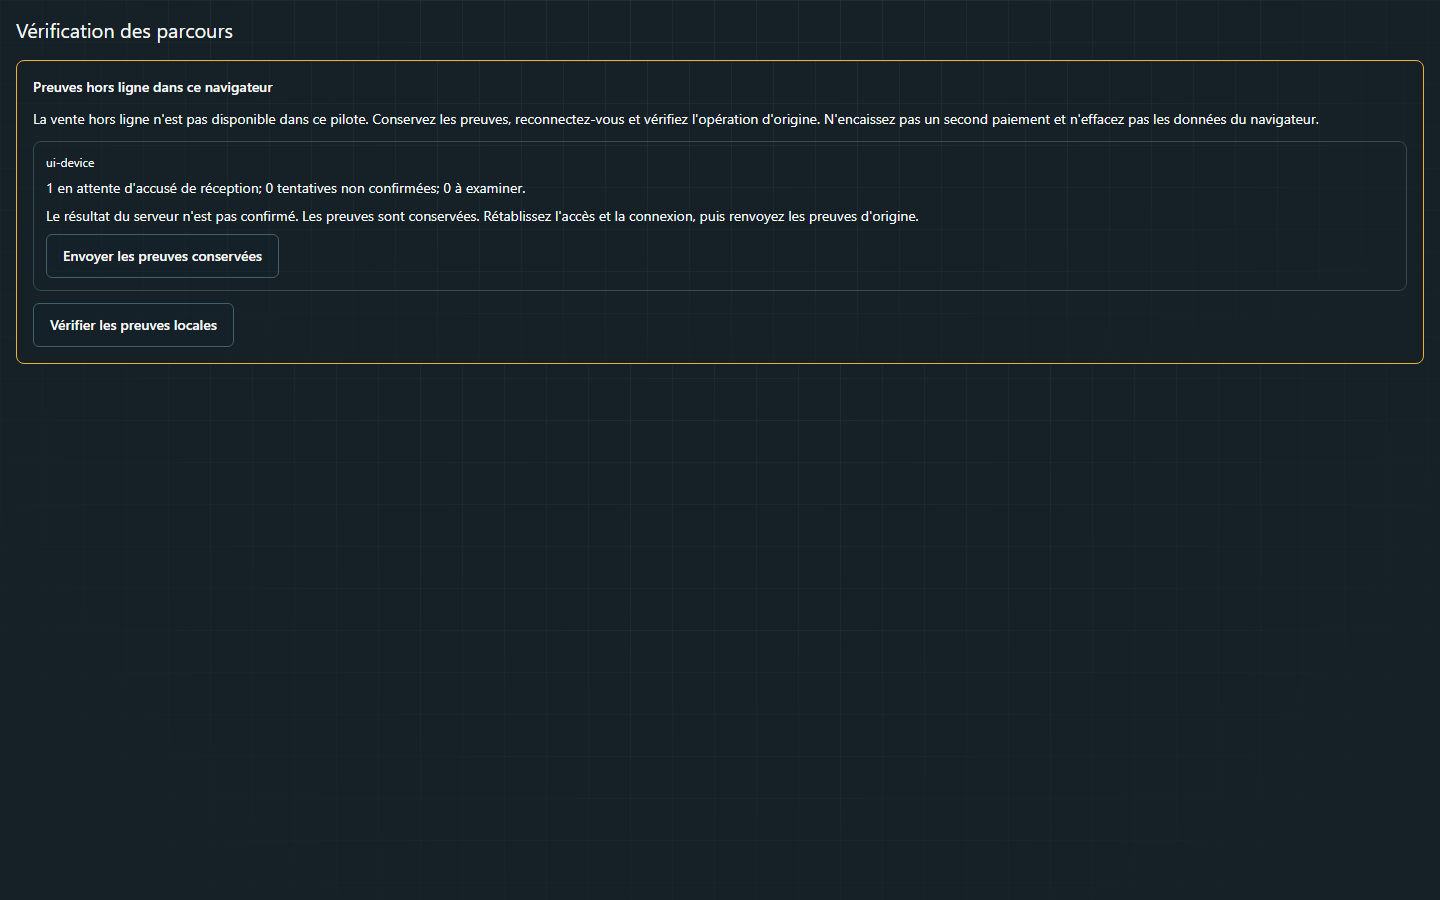 Vérification des parcours
Preuves hors ligne dans ce navigateur
La vente hors ligne n'est pas disponible dans ce pilote. Conservez les preuves, reconnectez-vous et vérifiez l'opération d'origine. N'encaissez pas un second paiement et n'effacez pas les données du navigateur.
ui-device
1 en attente d'accusé de réception; 0 tentatives non confirmées; 0 à examiner.
Le résultat du serveur n'est pas confirmé. Les preuves sont conservées. Rétablissez l'accès et la connexion, puis renvoyez les preuves d'origine.
Envoyer les preuves conservées
Vérifier les preuves locales